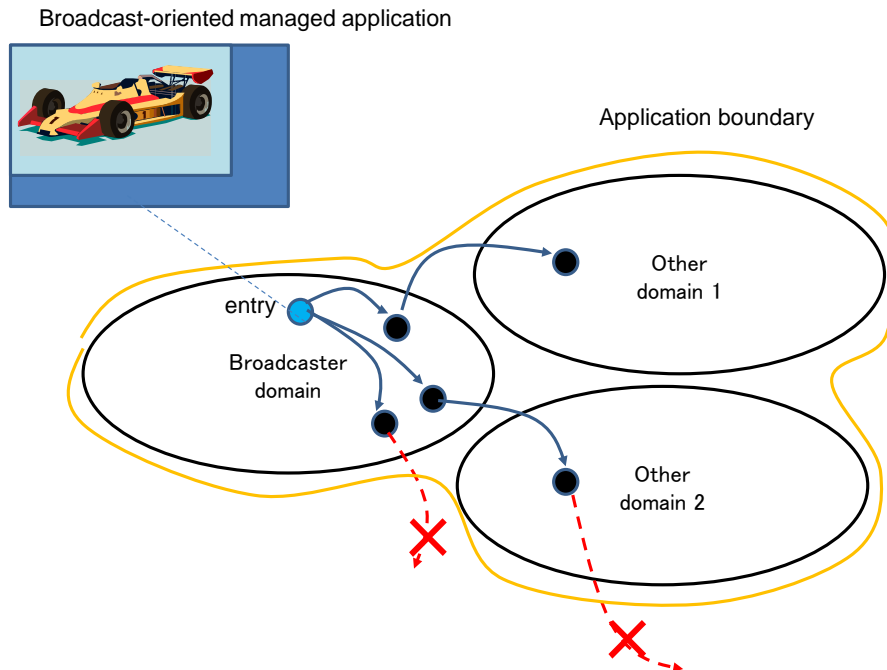 Broadcast-oriented managed application
Application boundary
Other
domain 1
entry
Broadcaster
domain
Other
domain 2